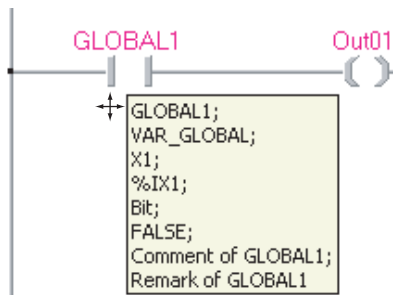 GLOBAL1 Out01
GLOBAL1;
VAR_GLOBAL;
X1;
%IX1;
Bit;
FALSE;
Comment of GLOBAL1;
Remark of GLOBAL1